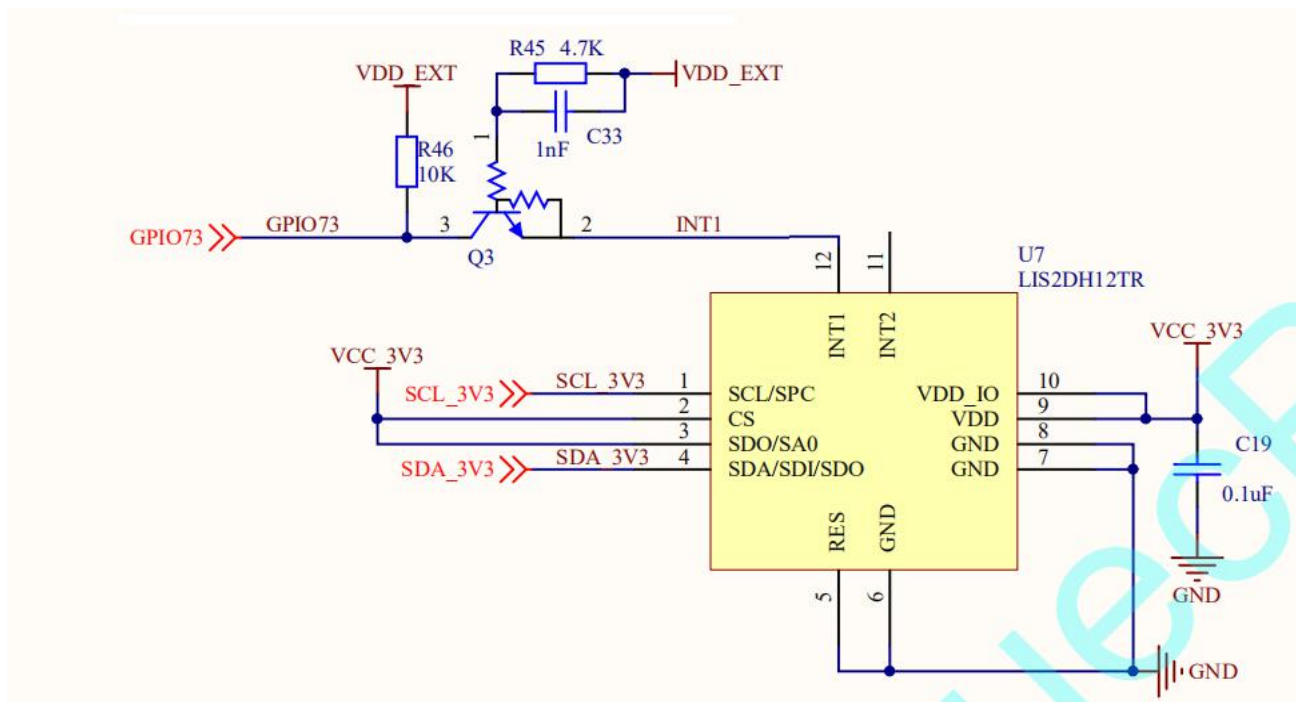 R45 4.7K
VDD_EXT
VDD_EXT
1
C33
1nF
R46
10K
GPIO73
GPIO73
3
2
INT1
Q3
12
11
U7
LIS2DH12TR
INT1
INT2
VCC_3V3
VCC_3V3
SCL_3V3
SCL_3V3
1
SCL/SPC
VDD_IO
10
2
CS
VDD
9
3
SDO/SA0
GND
8
C19
SDA_3V3
SDA_3V3
4
SDA/SDI/SDO
GND
7
0.1uF
RES
GND
5
6
GND
GND